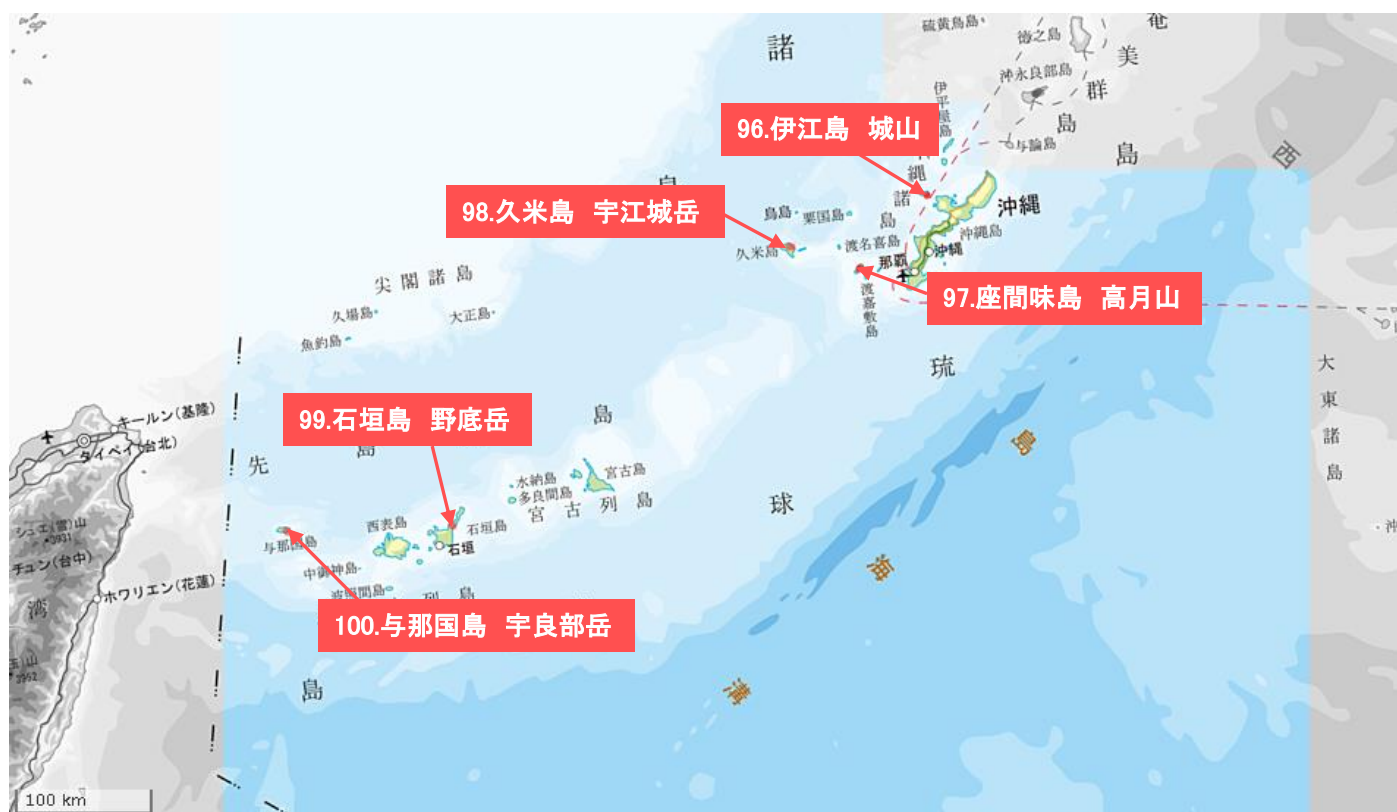 硫黄鳥島
徳之島
奄
美
群
島
諸
沖永良部島
伊平屋島
与論島
島
西
96.伊江島 城山
沖縄諸島
沖縄
98.久米島 宇江城岳
鳥島
粟国島
久米島
渡名喜島
沖縄島
那覇
沖縄
97.座間味島 高月山
渡嘉敷島
尖閣諸島
久場島
大正島
魚釣島
琉
大東諸島
キールン(基隆)
タイペイ(台北)
99.石垣島 野底岳
島
先
島
水納島
宮古島
多良間島
宮古列島
球
島
海
溝
シュエ(雪)山
3931
チュン(台中)
ホワリエン(花蓮)
湾
玉)山
3952
与那国島
西表島
石垣島
石垣
中御神島
波照間島
列島
100.与那国島 宇良部岳
島
沖
100 km